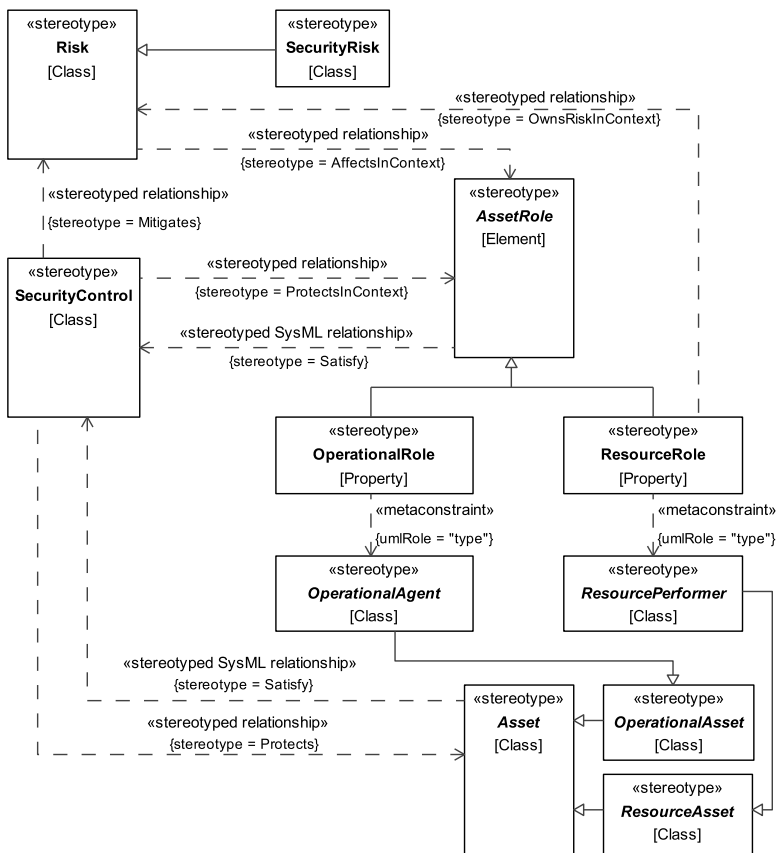 «stereotype»
Risk
[Class]
«stereotype»
SecurityRisk
[Class]
«stereotyped relationship»
{stereotype = OwnsRiskInContext}
«stereotyped relationship»
{stereotype = AffectsInContext}
«stereotyped relationship»
{stereotype = Mitigates}
«stereotype»
AssetRole
[Element]
«stereotype»
SecurityControl
[Class]
«stereotyped relationship»
{stereotype = ProtectsInContext}
«stereotyped SysML relationship»
{stereotype = Satisfy}
«stereotype»
OperationalRole
[Property]
«stereotype»
ResourceRole
[Property]
«metaconstraint»
{umlRole = "type"}
«metaconstraint»
{umlRole = "type"}
«stereotype»
OperationalAgent
[Class]
«stereotype»
ResourcePerformer
[Class]
«stereotyped SysML relationship»
{stereotype = Satisfy}
«stereotyped relationship»
{stereotype = Protects}
«stereotype»
Asset
[Class]
«stereotype»
OperationalAsset
[Class]
«stereotype»
ResourceAsset
[Class]